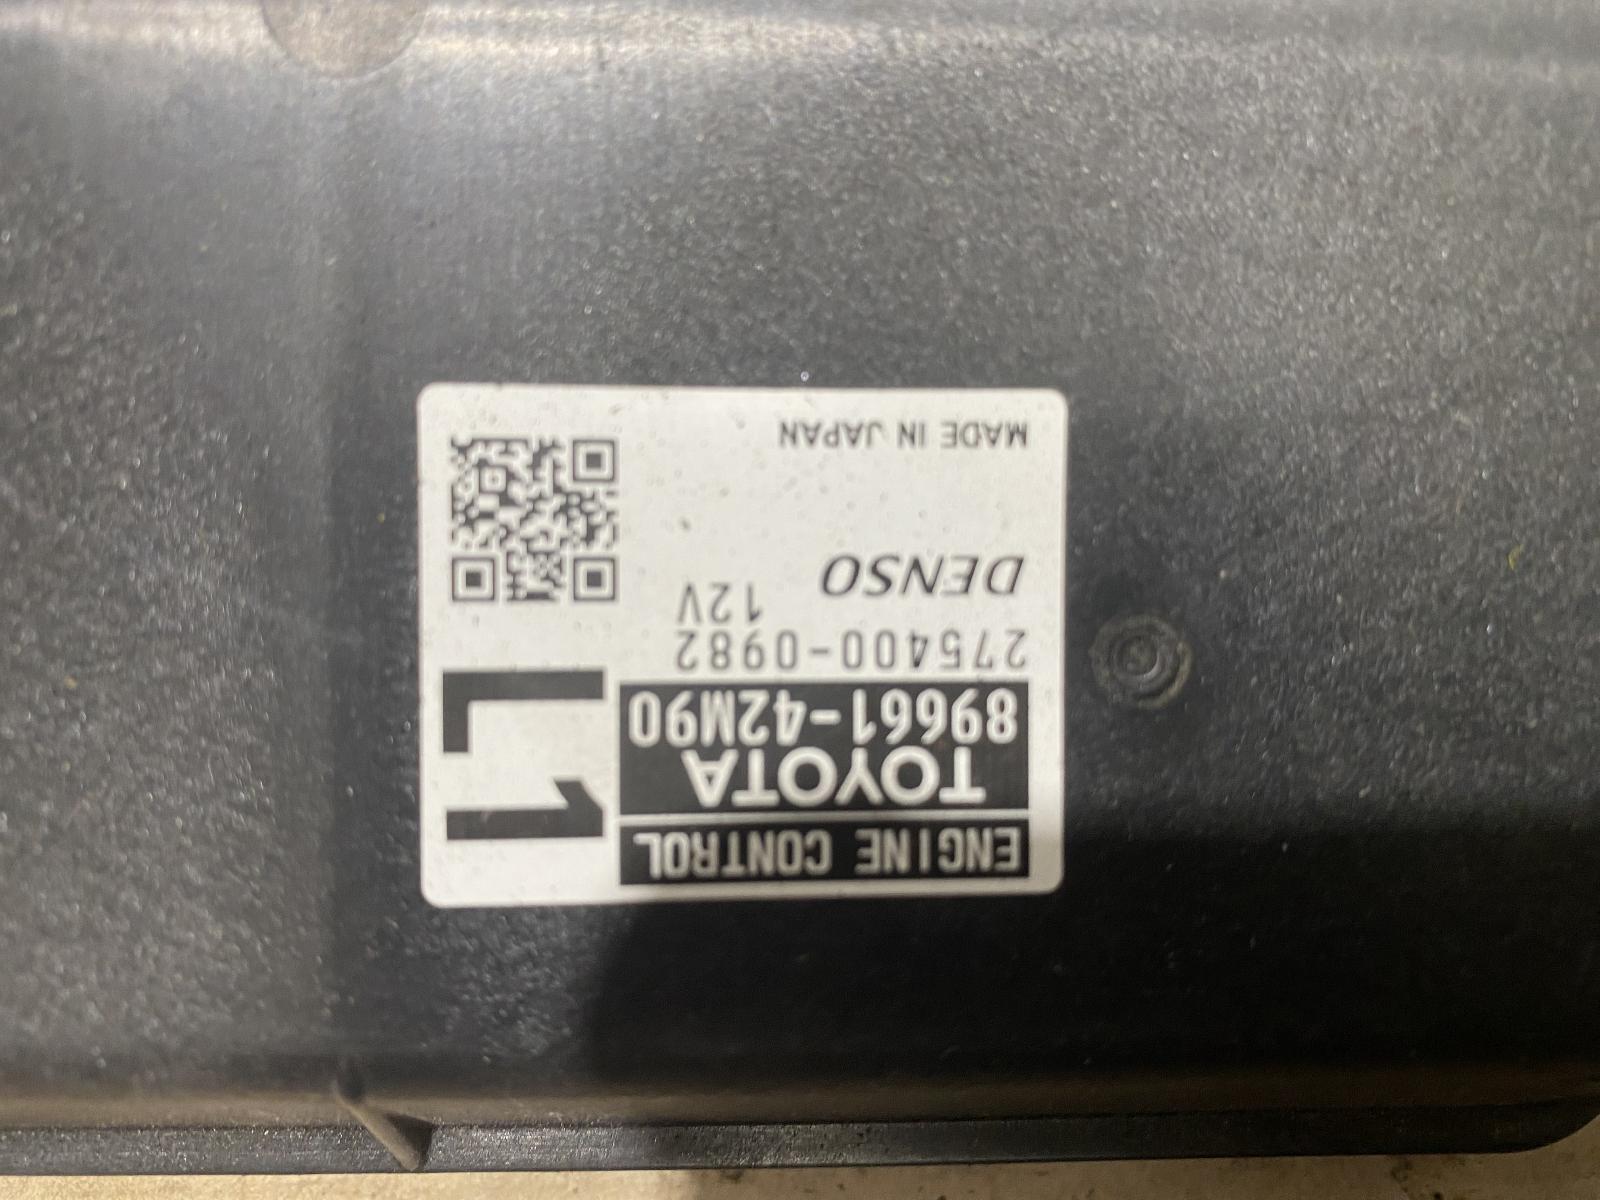 ENGINE CONTROL
TOYOTA
89661-42M90
L1
275400-0982
12V
DENSO
MADE IN JAPAN